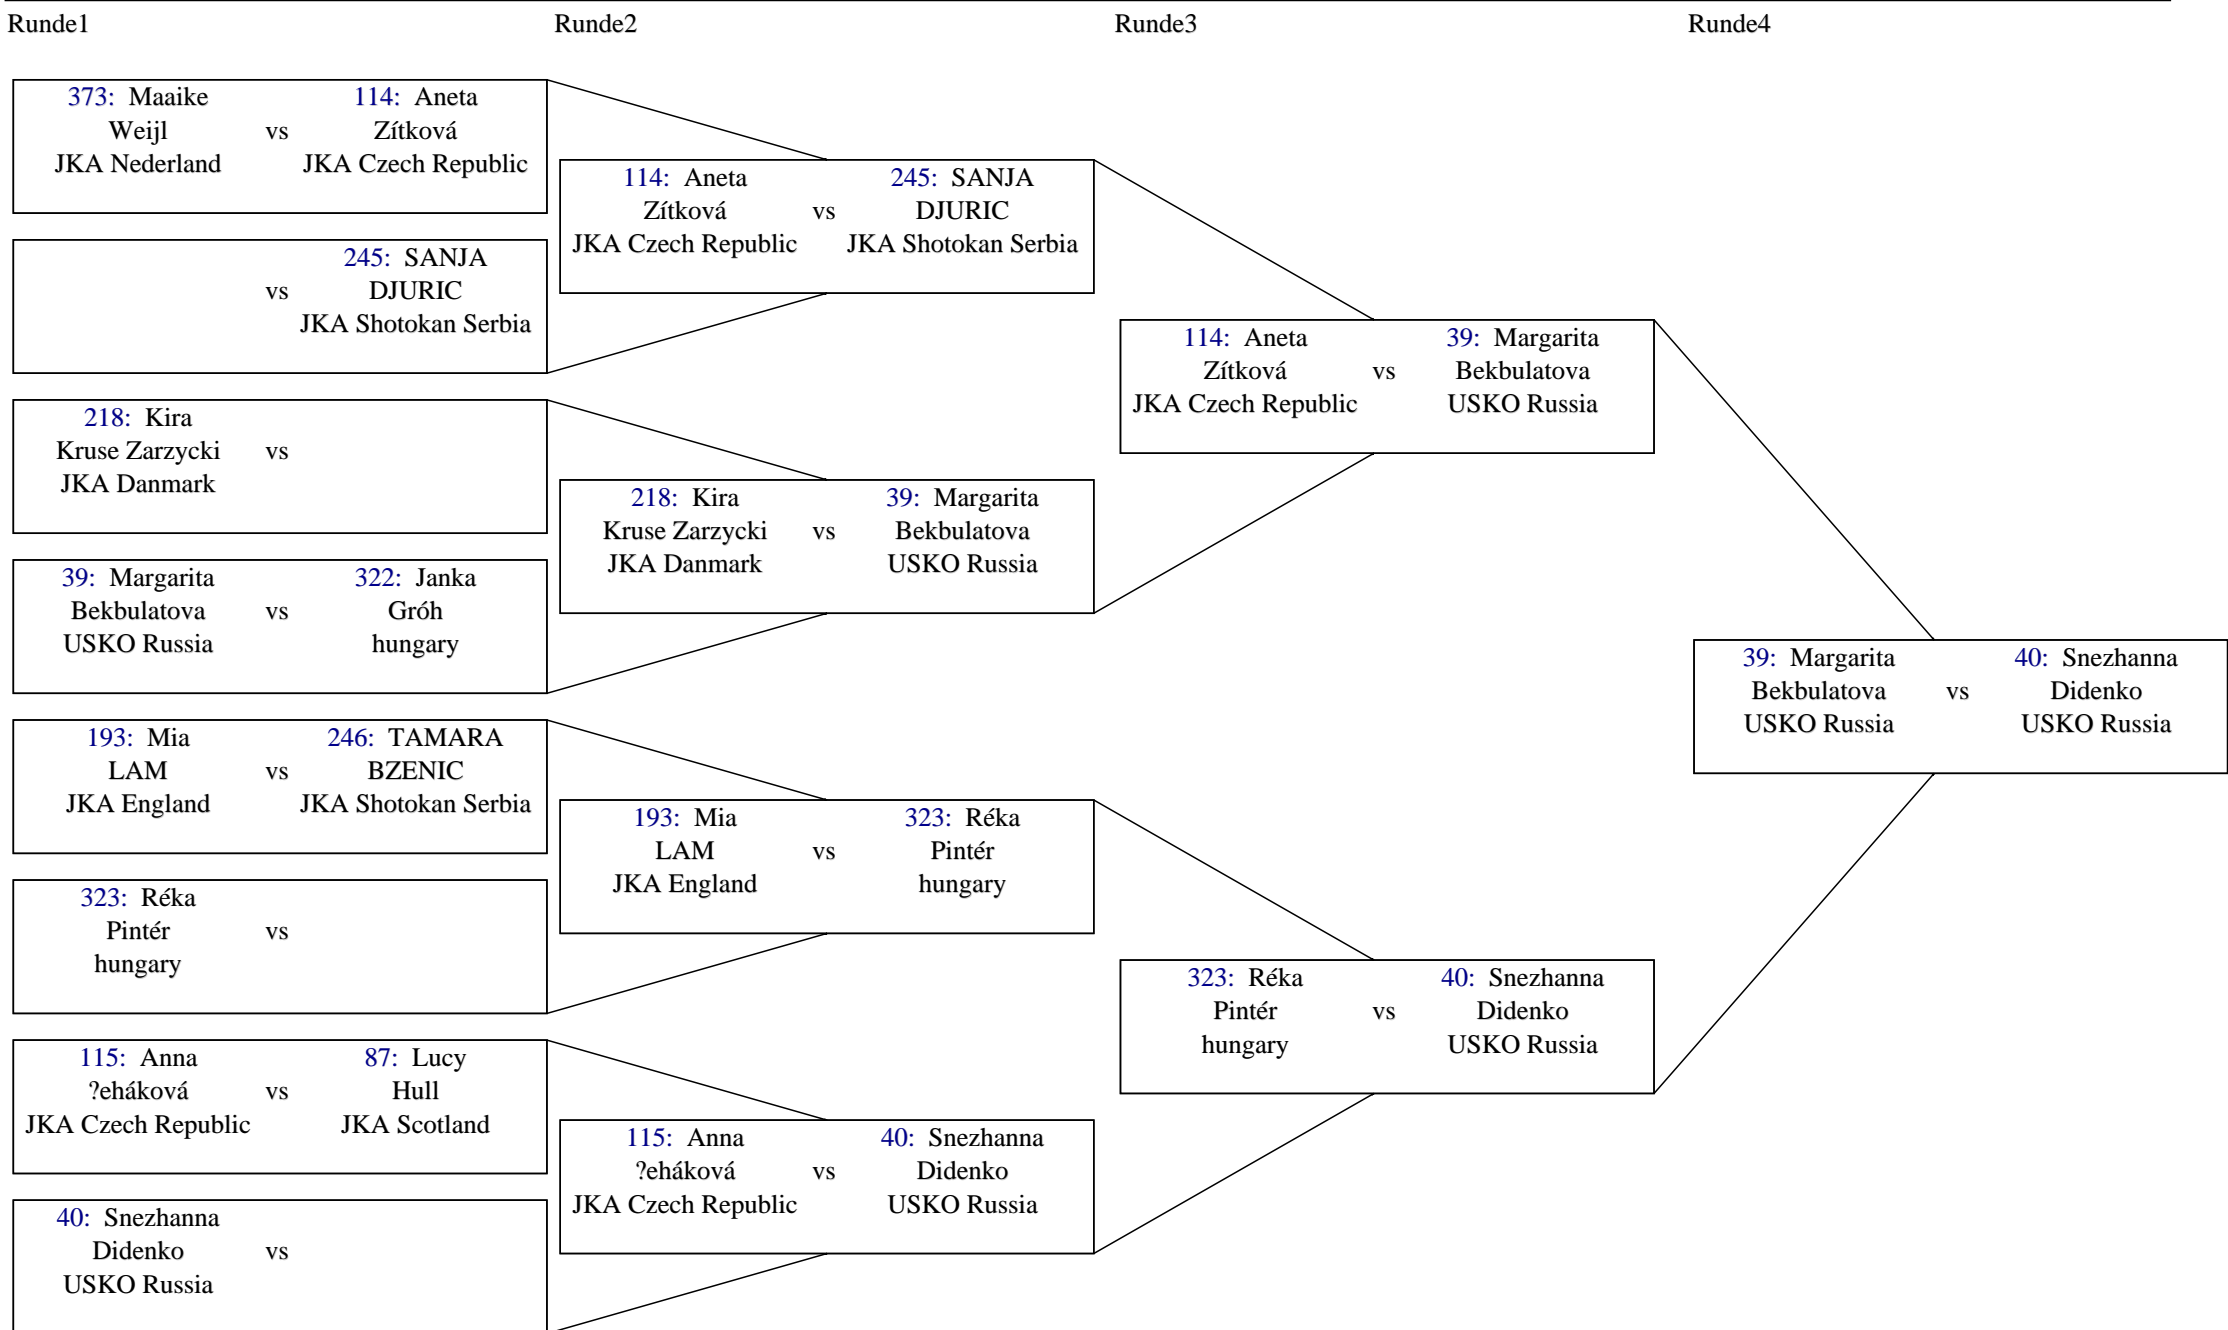 Runde1 Runde2 Runde3 Runde4
373: Maaike 114: Aneta
Weijl vs Zítková
JKA Nederland JKA Czech Republic
245: SANJA
vs DJURIC
JKA Shotokan Serbia
218: Kira
Kruse Zarzycki vs
JKA Danmark
39: Margarita 322: Janka
Bekbulatova vs Gróh
USKO Russia hungary
193: Mia 246: TAMARA
LAM vs BZENIC
JKA England JKA Shotokan Serbia
323: Réka
Pintér vs
hungary
115: Anna 87: Lucy
?eháková vs Hull
JKA Czech Republic JKA Scotland
40: Snezhanna
Didenko vs
USKO Russia
114: Aneta 245: SANJA
Zítková vs DJURIC
JKA Czech Republic JKA Shotokan Serbia
218: Kira 39: Margarita
Kruse Zarzycki vs Bekbulatova
JKA Danmark USKO Russia
193: Mia 323: Réka
LAM vs Pintér
JKA England hungary
115: Anna 40: Snezhanna
?eháková vs Didenko
JKA Czech Republic USKO Russia
114: Aneta 39: Margarita
Zítková vs Bekbulatova
JKA Czech Republic USKO Russia
323: Réka 40: Snezhanna
Pintér vs Didenko
hungary USKO Russia
39: Margarita 40: Snezhanna
Bekbulatova vs Didenko
USKO Russia USKO Russia